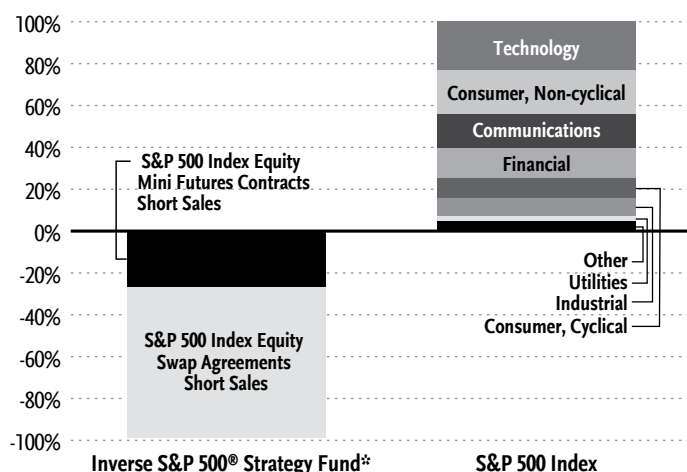 100%
80%
60%
40%
20%
0%
-20%
-40%
-60%
-80%
-100%
S&P 500 Index Equity
Mini Futures Contracts
Short Sales
S&P 500 Index Equity
Swap Agreements
Short Sales
Technology
Consumer, Non-cyclical
Communications
Financial
Other
Utilities
Industrial
Consumer, Cyclical
Inverse S&P 500® Strategy Fund*
S&P 500 Index